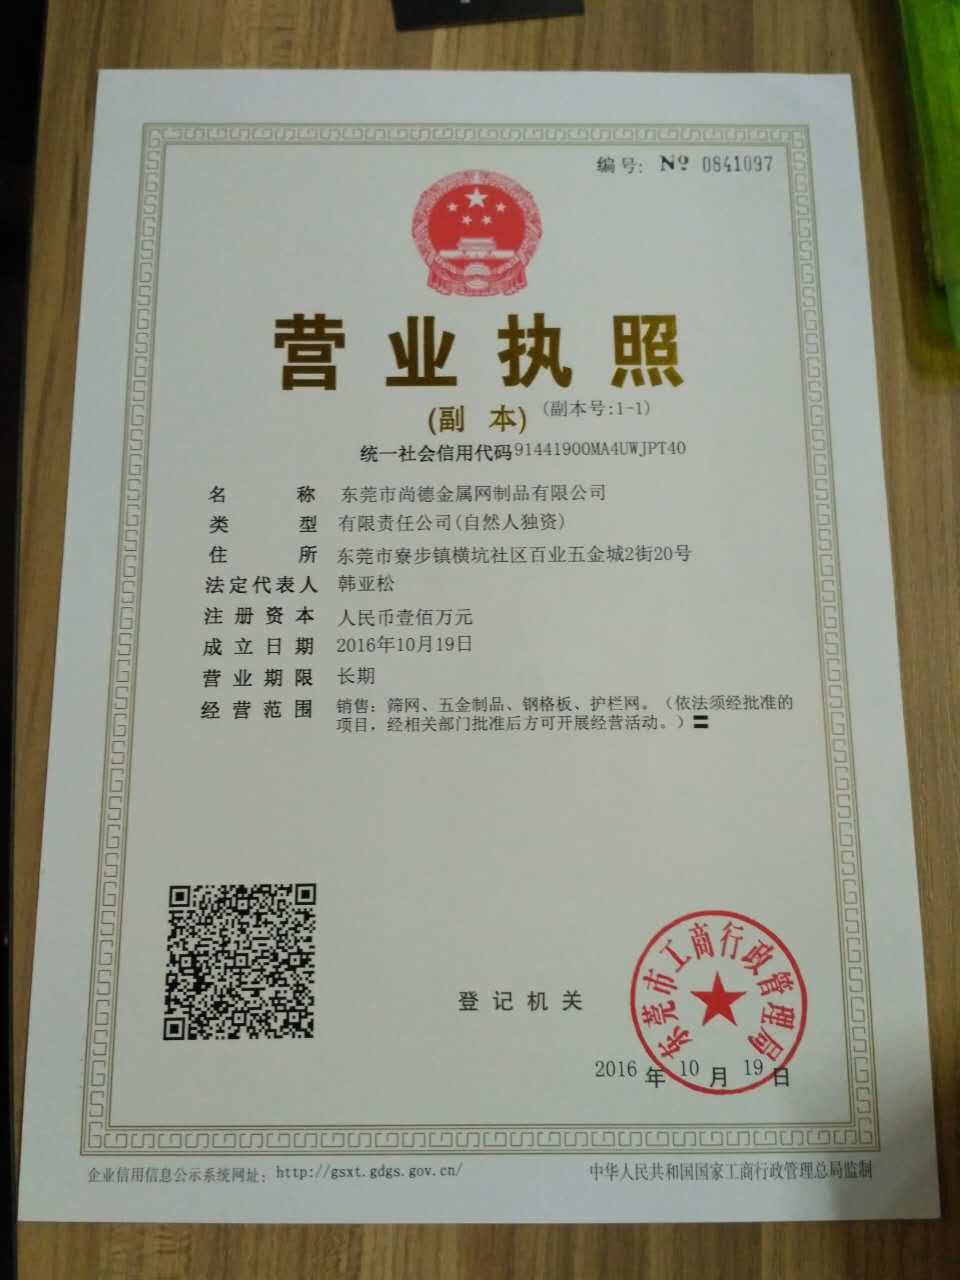 编号: № 0841097
营业执照
(副 本) (副本号:1-1)
统一社会信用代码91441900MA4UWJPT40
名 称 东莞市尚德金属网制品有限公司
类 型 有限责任公司(自然人独资)
住 所 东莞市寮步镇横坑社区百业五金城2街20号
法定代表人 韩亚松
注册资本 人民币壹佰万元
成立日期 2016年10月19日
营业期限 长期
经营范围 销售：筛网、五金制品、钢格板、护栏网。（依法须经批准的
项目，经相关部门批准后方可开展经营活动。）〓
登记机关
东莞市工商行政管理局
2016 年 10 月 19 日
企业信用信息公示系统网址：http://gsxt.gdgs.gov.cn/
中华人民共和国国家工商行政管理总局监制